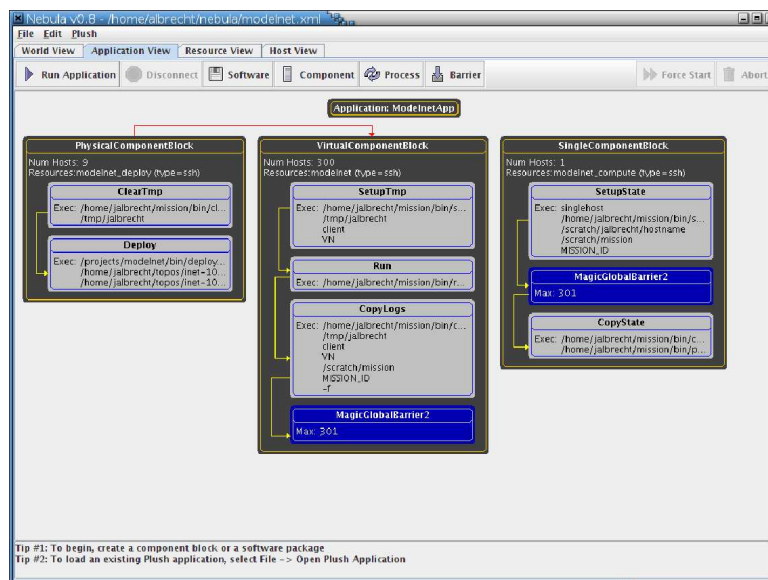 Nebula v0.8 - /home/albrecht/nebula/modelnet.xml
File Edit Plush
World View Application View Resource View Host View
Run Application Disconnect Software Component Process Barrier Force Start Abort
Application: ModelnetApp
PhysicalComponentBlock
Num Hosts: 9
Resources:modelnet_deploy (type=ssh)
ClearTmp
Exec: /home/jalbrecht/mission/bin/cl...
/tmp/jalbrecht
Deploy
Exec: /projects/modelnet/bin/deploy...
/home/jalbrecht/topos/inet-10...
/home/jalbrecht/topos/inet-10...
VirtualComponentBlock
Num Hosts: 300
Resources:modelnet (type=ssh)
SetupTmp
Exec: /home/jalbrecht/mission/bin/s...
/tmp/jalbrecht
client
VN
Run
Exec: /home/jalbrecht/mission/bin/r...
CopyLogs
Exec: /home/jalbrecht/mission/bin/c...
/tmp/jalbrecht
client
VN
/scratch/mission
MISSION_ID
-f
MagicGlobalBarrier2
Max: 301
SingleComponentBlock
Num Hosts: 1
Resources:modelnet_compute (type=ssh)
SetupState
Exec: singlehost
/home/jalbrecht/mission/bin/s...
/scratch/jalbrecht/hostname
/scratch/mission
MISSION_ID
MagicGlobalBarrier2
Max: 301
CopyState
Exec: /home/jalbrecht/mission/bin/c...
/home/jalbrecht/mission/bin/p...
Tip #1: To begin, create a component block or a software package
Tip #2: To load an existing Plush application, select File -> Open Plush Application